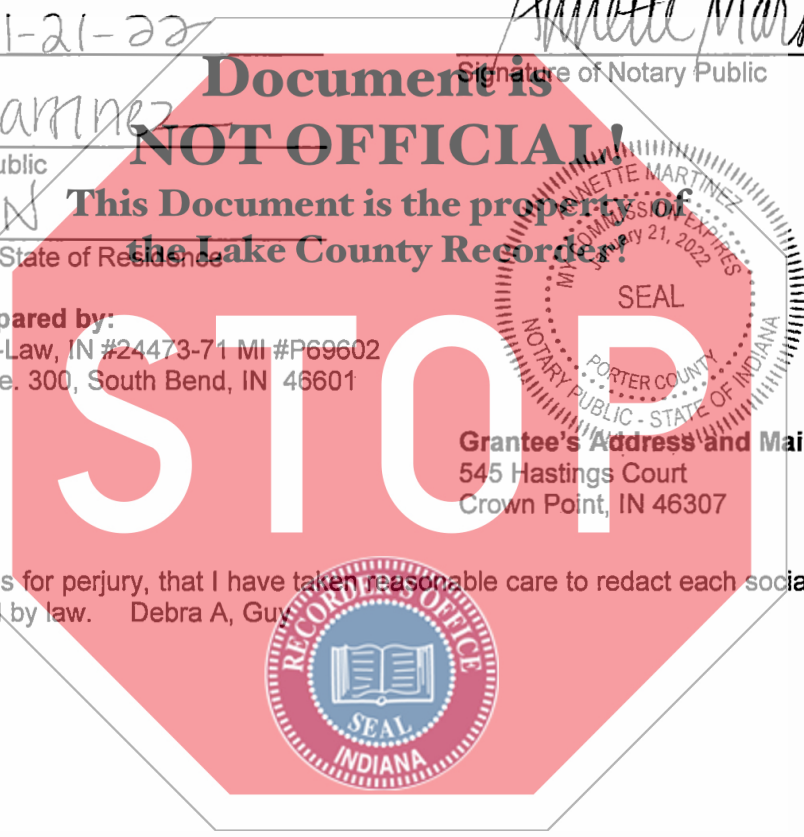 1-21-22
Signature of Notary Public
Document is
NOT OFFICIAL!
This Document is the property of
the Lake County Recorder!
artinez
ublic
N
State of Residence
ANNETTE MARTINEZ
MY COMMISSION EXPIRES
January 21, 2022
SEAL
PORTER COUNTY
NOTARY PUBLIC - STATE OF INDIANA
pared by:
-Law, IN #24473-71 MI #P69602
e. 300, South Bend, IN 46601
STOP
Grantee's Address and Mai
545 Hastings Court
Crown Point, IN 46307
s for perjury, that I have taken reasonable care to redact each socia
by law. Debra A, Guy
RECORDER'S OFFICE
SEAL
INDIANA